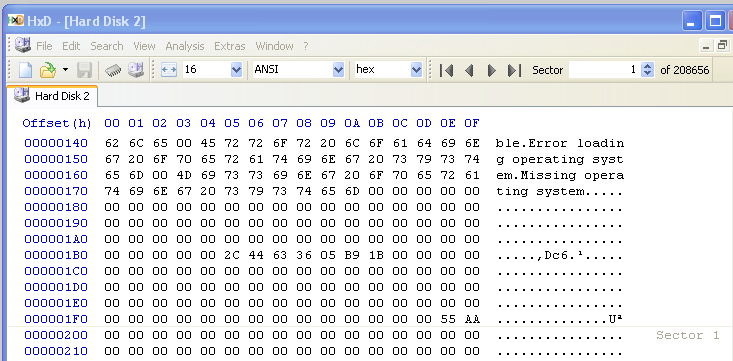 HxD - [Hard Disk 2]
File Edit Search View Analysis Extras Window ?
16 ANSI hex Sector 1 of 208656
Hard Disk 2
Offset(h) 00 01 02 03 04 05 06 07 08 09 0A 0B 0C 0D 0E 0F
00000140 62 6C 65 00 45 72 72 6F 72 20 6C 6F 61 64 69 6E ble.Error loadin
00000150 67 20 6F 70 65 72 61 74 69 6E 67 20 73 79 73 74 g operating syst
00000160 65 6D 00 4D 69 73 73 69 6E 67 20 6F 70 65 72 61 em.Missing opera
00000170 74 69 6E 67 20 73 79 73 74 65 6D 00 00 00 00 00 ting system.....
00000180 00 00 00 00 00 00 00 00 00 00 00 00 00 00 00 00 ................
00000190 00 00 00 00 00 00 00 00 00 00 00 00 00 00 00 00 ................
000001A0 00 00 00 00 00 00 00 00 00 00 00 00 00 00 00 00 ................
000001B0 00 00 00 00 00 2C 44 63 36 05 B9 1B 00 00 00 00 .....,Dc6.¹.....
000001C0 00 00 00 00 00 00 00 00 00 00 00 00 00 00 00 00 ................
000001D0 00 00 00 00 00 00 00 00 00 00 00 00 00 00 00 00 ................
000001E0 00 00 00 00 00 00 00 00 00 00 00 00 00 00 00 00 ................
000001F0 00 00 00 00 00 00 00 00 00 00 00 00 00 00 55 AA ..............Uª
00000200 00 00 00 00 00 00 00 00 00 00 00 00 00 00 00 00 ................ Sector 1
00000210 00 00 00 00 00 00 00 00 00 00 00 00 00 00 00 00 ................